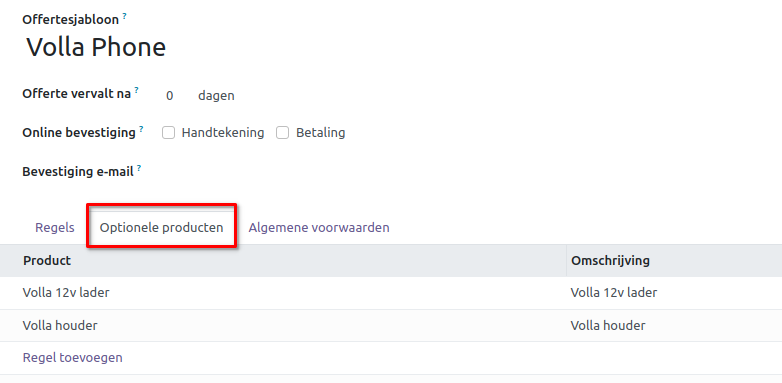 Offertesjabloon ?
Volla Phone
Offerte vervalt na ? 0 dagen
Online bevestiging ? Handtekening Betaling
Bevestiging e-mail ?
Regels Optionele producten Algemene voorwaarden
Product Omschrijving
Volla 12v lader Volla 12v lader
Volla houder Volla houder
Regel toevoegen